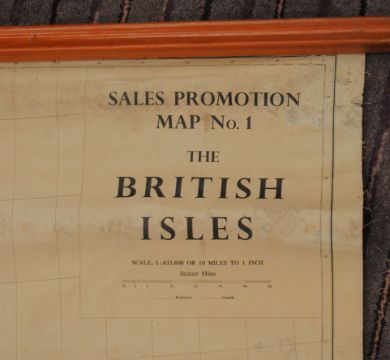 SALES PROMOTION
MAP No. 1
THE
BRITISH
ISLES
SCALE, 1:633,600 OR 10 MILES TO 1 INCH
Statute Miles
Railways Canals